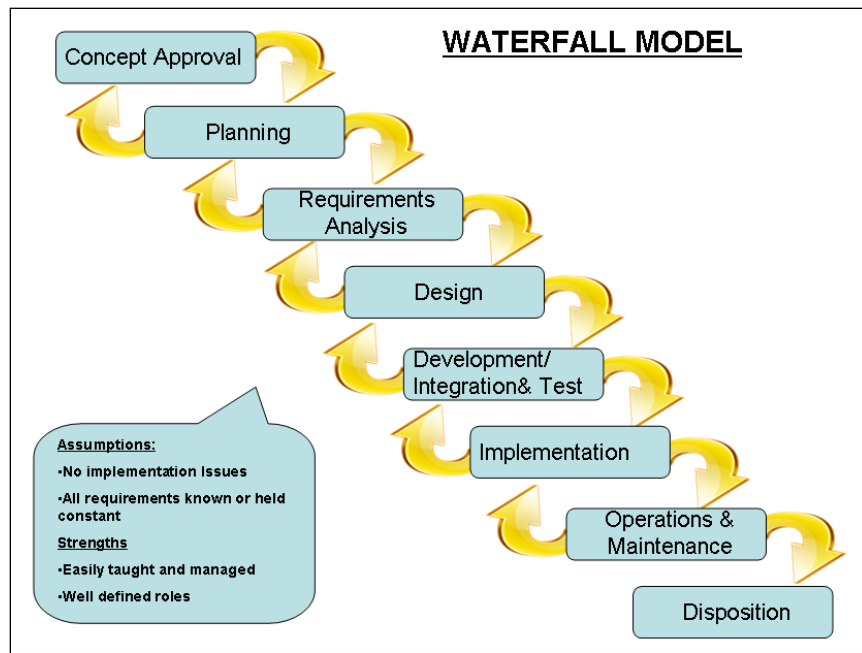 WATERFALL MODEL
Concept Approval
Planning
Requirements
Analysis
Design
Development/
Integration& Test
Implementation
Operations &
Maintenance
Disposition
Assumptions:
▪No implementation Issues
▪All requirements known or held
constant
Strengths
▪Easily taught and managed
▪Well defined roles